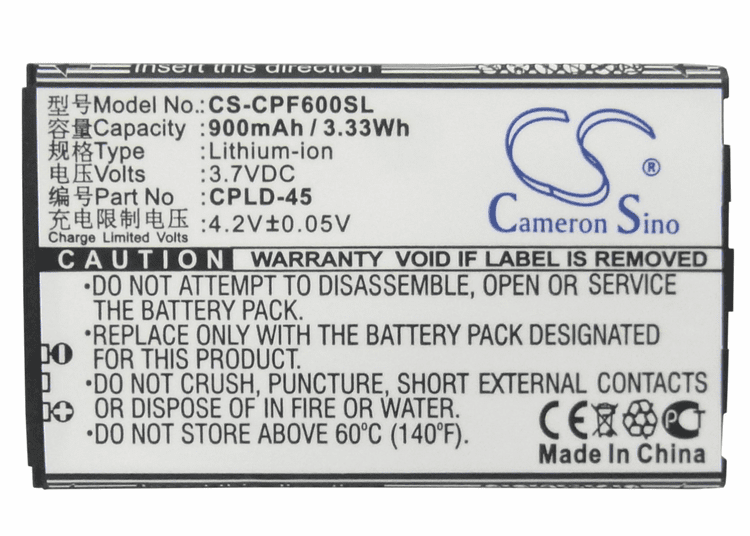 Insert this direction
型号Model No.:CS-CPF600SL
容量Capacity:900mAh / 3.33Wh
规格Type:Lithium-ion
电压Volts:3.7VDC
编号Part No:CPLD-45
充电限制电压:4.2V±0.05V
Charge Limited Volts
CS®
Cameron Sino
CAUTION WARRANTY VOID IF LABEL IS REMOVED
•DO NOT ATTEMPT TO DISASSEMBLE, OPEN OR SERVICE
THE BATTERY PACK.
•REPLACE ONLY WITH THE BATTERY PACK DESIGNATED
FOR THIS EQUIPMENT.
•DO NOT CRUSH, PUNCTURE, SHORT EXTERNAL CONTACTS
OR DISPOSE OF IN FIRE OR WATER.
•DO NOT STORE ABOVE 60°C (140°F).
CE PCT
Made In China